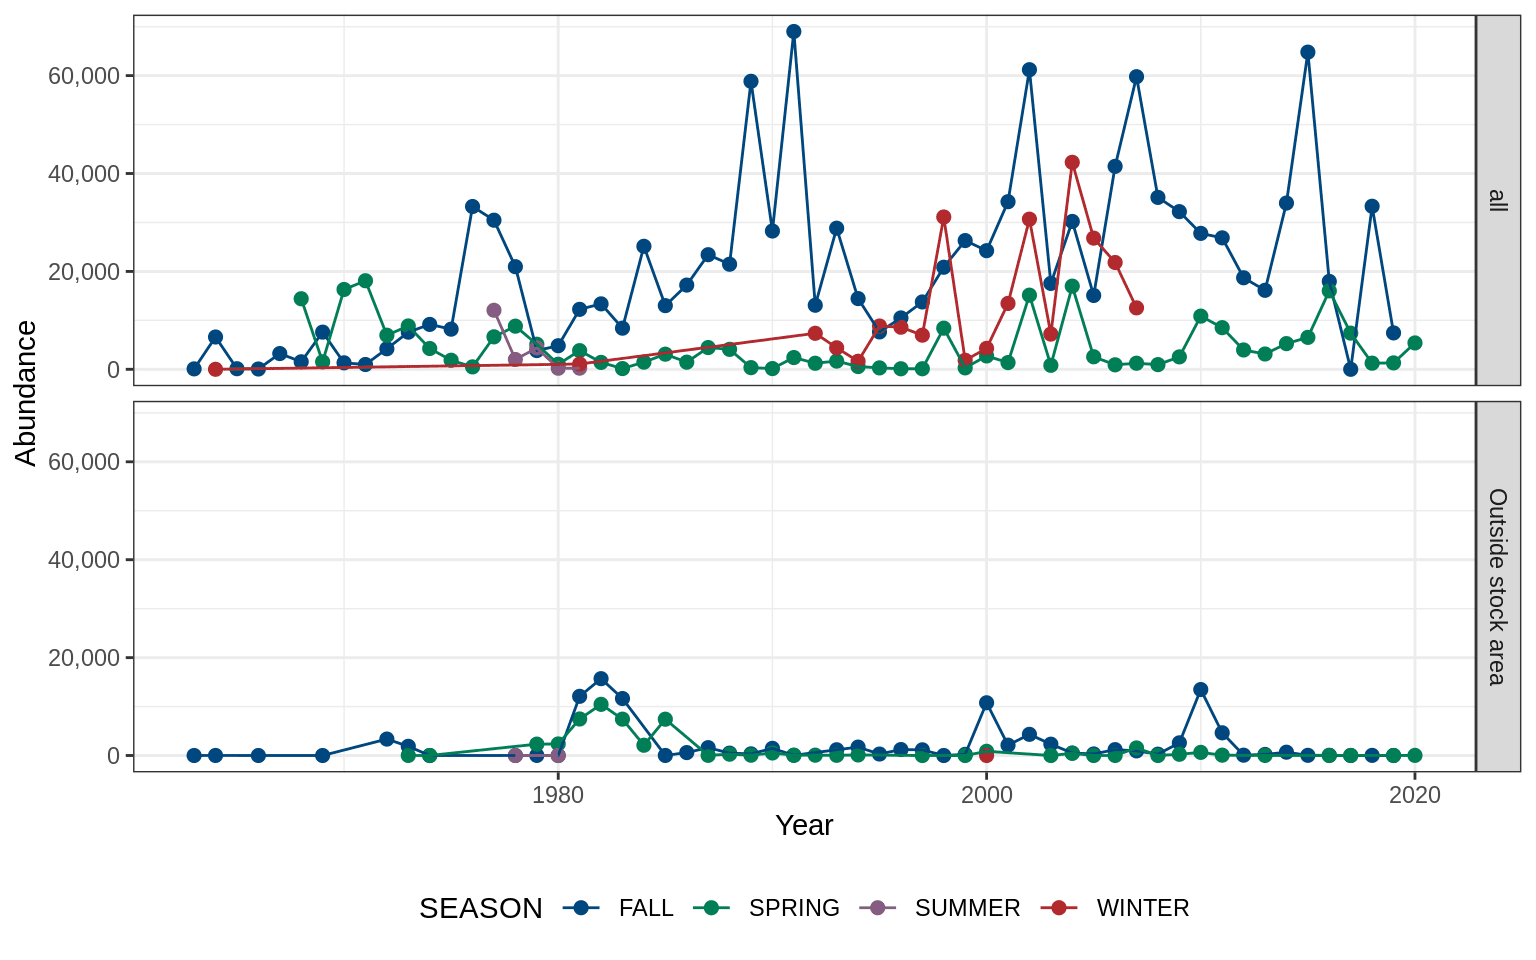 60,000
40,000
20,000
0
all
Abundance
60,000
40,000
20,000
0
Outside stock area
1980 2000 2020
Year
SEASON FALL SPRING SUMMER WINTER